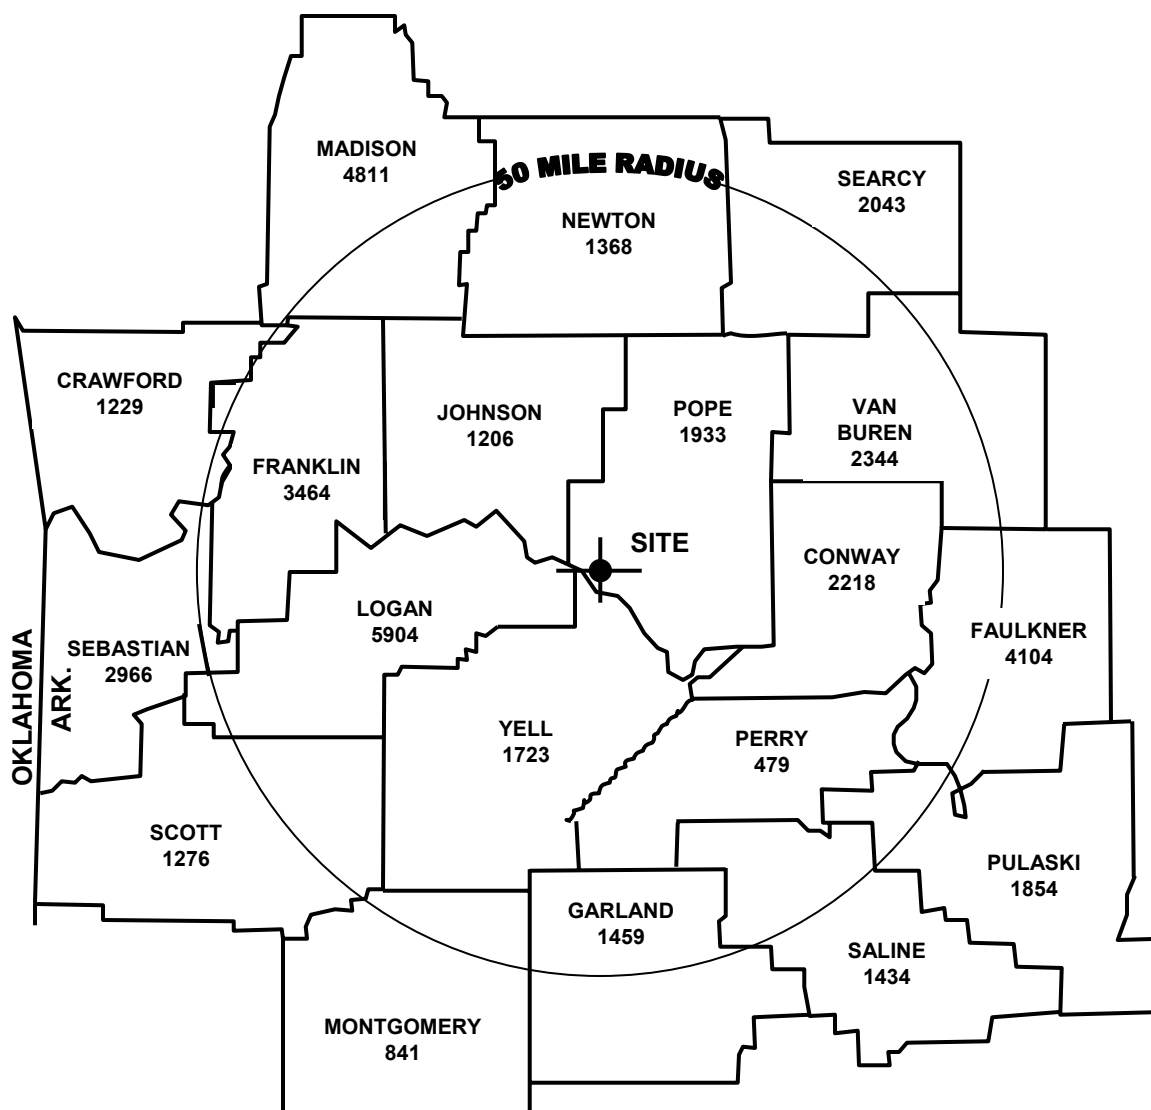 MADISON
4811
50 MILE RADIUS
SEARCY
2043
NEWTON
1368
CRAWFORD
1229
JOHNSON
1206
POPE
1933
VAN
BUREN
2344
FRANKLIN
3464
SITE
CONWAY
2218
LOGAN
5904
FAULKNER
4104
SEBASTIAN
2966
OKLAHOMA
ARK.
YELL
1723
PERRY
479
SCOTT
1276
PULASKI
1854
GARLAND
1459
SALINE
1434
MONTGOMERY
841